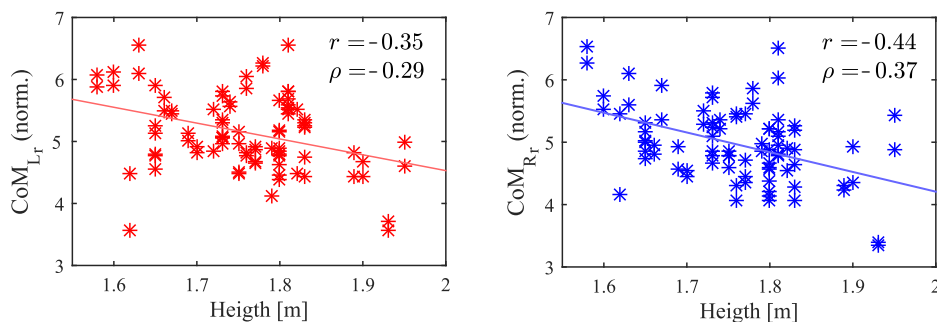 7
6
5
4
3
1.6 1.7 1.8 1.9 2
CoM_{L_r} (norm.)
Heigth [m]
r = -0.35
ρ = -0.29
7
6
5
4
3
1.6 1.7 1.8 1.9 2
CoM_{R_r} (norm.)
Heigth [m]
r = -0.44
ρ = -0.37